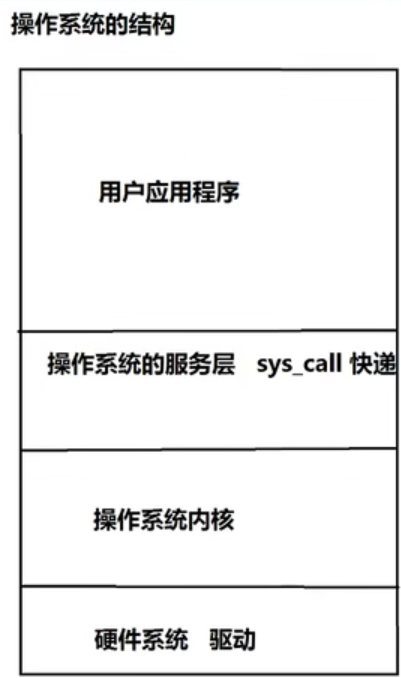 操作系统的结构
用户应用程序
操作系统的服务层 sys_call 快递
操作系统内核
硬件系统 驱动